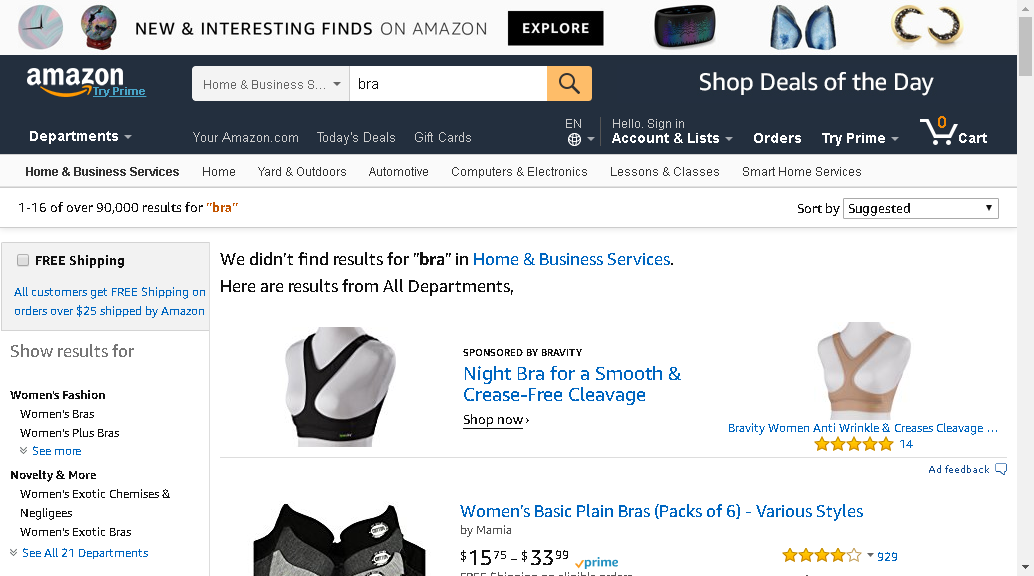 NEW & INTERESTING FINDS ON AMAZON EXPLORE
amazon
Try Prime
Home & Business S... bra
Shop Deals of the Day
Departments
Your Amazon.com Today's Deals Gift Cards
EN
Hello. Sign in
Account & Lists
Orders
Try Prime
0
Cart
Home & Business Services Home Yard & Outdoors Automotive Computers & Electronics Lessons & Classes Smart Home Services
1-16 of over 90,000 results for "bra"
Sort by Suggested
FREE Shipping
All customers get FREE Shipping on
orders over $25 shipped by Amazon
Show results for
Women's Fashion
Women's Bras
Women's Plus Bras
See more
Novelty & More
Women's Exotic Chemises &
Negligees
Women's Exotic Bras
See All 21 Departments
We didn't find results for "bra" in Home & Business Services.
Here are results from All Departments,
SPONSORED BY BRAVITY
Night Bra for a Smooth &
Crease-Free Cleavage
Shop now ›
Bravity Women Anti Wrinkle & Creases Cleavage ...
14
Ad feedback
Women's Basic Plain Bras (Packs of 6) - Various Styles
by Mamia
$15 75 - $33 99 prime
929
FREE Shipping on eligible orders